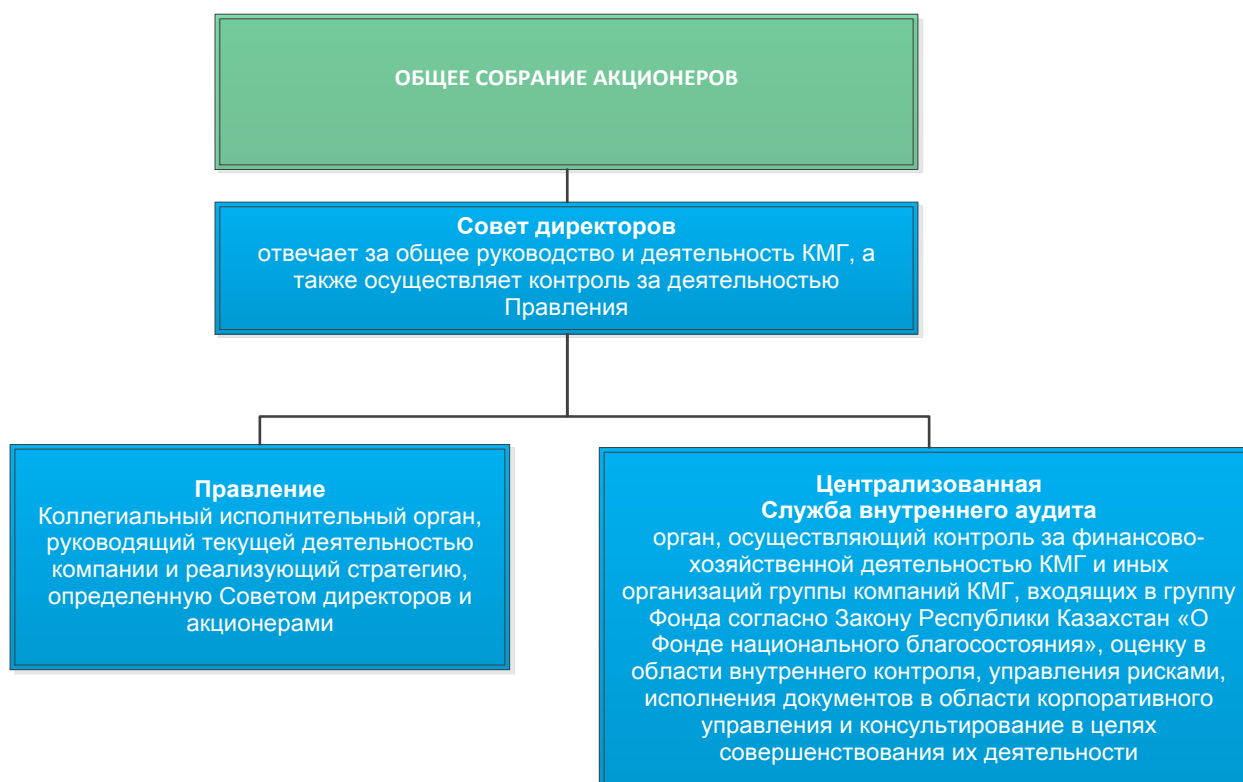 ОБЩЕЕ СОБРАНИЕ АКЦИОНЕРОВ
Совет директоров
отвечает за общее руководство и деятельность КМГ, а
также осуществляет контроль за деятельностью
Правления
Правление
Коллегиальный исполнительный орган,
руководящий текущей деятельностью
компании и реализующий стратегию,
определенную Советом директоров и
акционерами
Централизованная
Служба внутреннего аудита
орган, осуществляющий контроль за финансово-
хозяйственной деятельностью КМГ и иных
организаций группы компаний КМГ, входящих в группу
Фонда согласно Закону Республики Казахстан «О
Фонде национального благосостояния», оценку в
области внутреннего контроля, управления рисками,
исполнения документов в области корпоративного
управления и консультирование в целях
совершенствования их деятельности